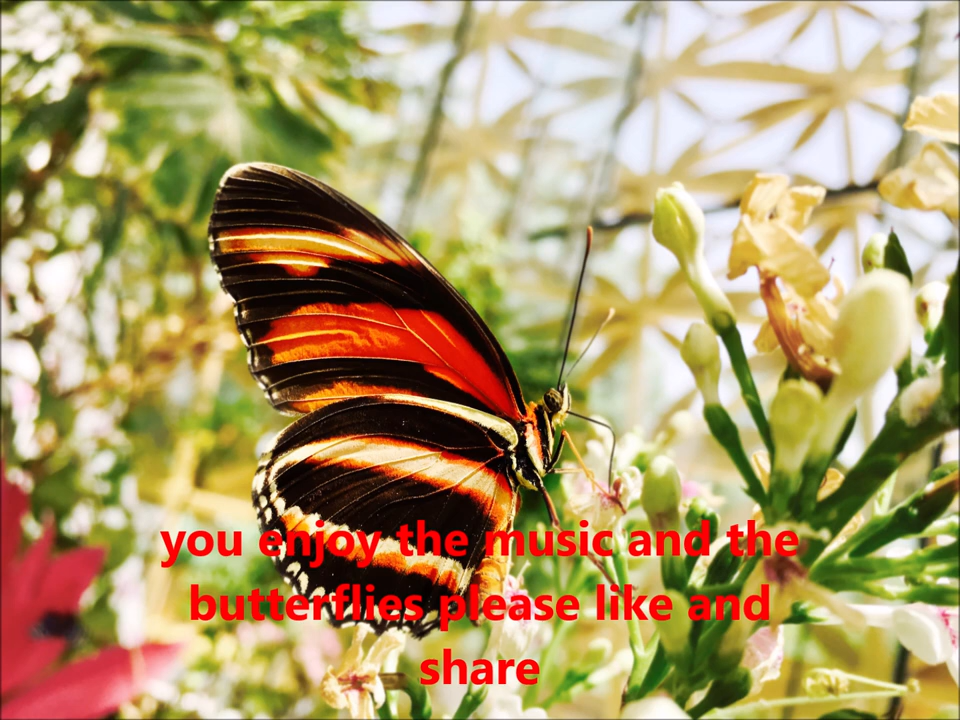 you enjoy the music and the
butterflies please like and
share